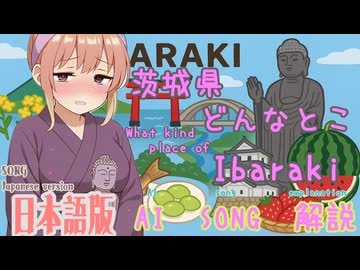 ARAKI
茨城県
どんなとこ
What kind
place of
Ibaraki
SONG
Japanese version
日本語版
AI song explanation
AI SONG 解説